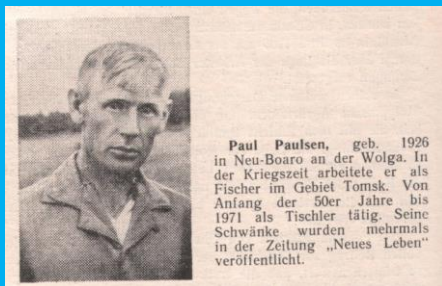 Paul Paulsen, geb. 1926
in Neu-Boaro an der Wolga. In
der Kriegszeit arbeitete er als
Fischer im Gebiet Tomsk. Von
Anfang der 50er Jahre bis
1971 als Tischler tätig. Seine
Schwänke wurden mehrmals
in der Zeitung „Neues Leben“
veröffentlicht.